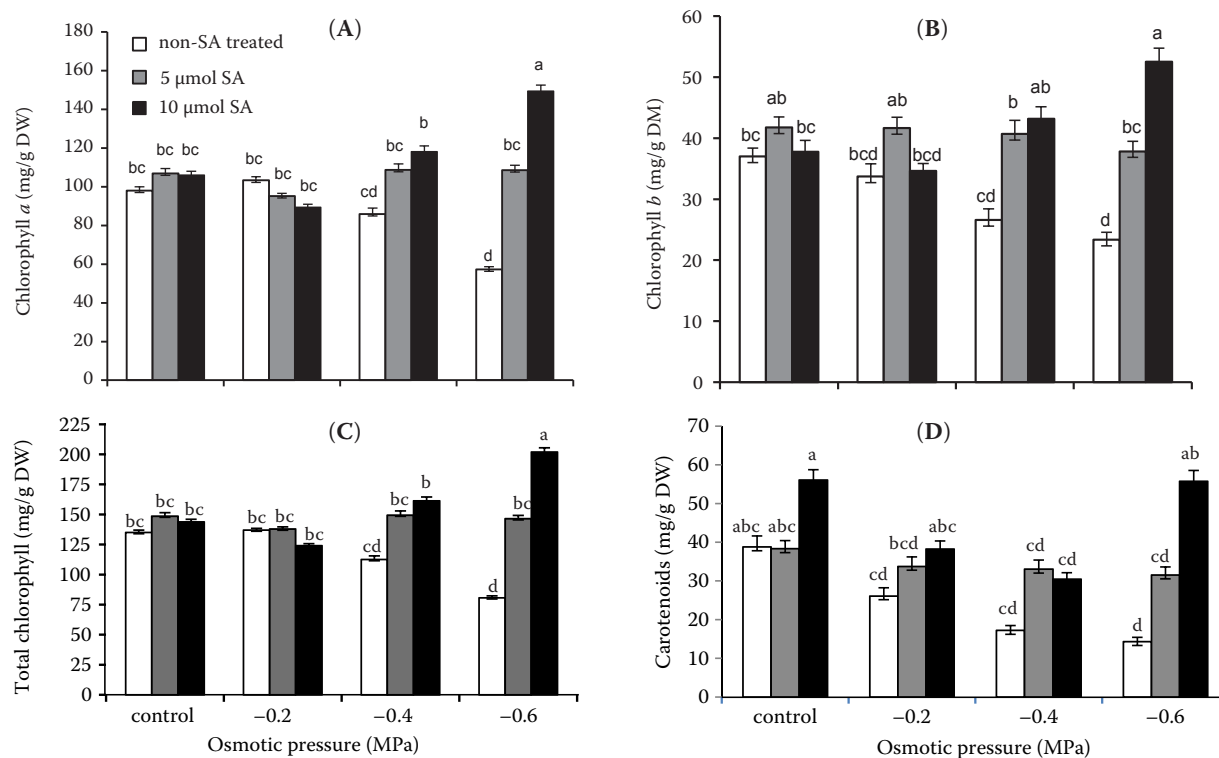 (A)
Chlorophyll a (mg/g DW)
180
160
140
120
100
80
60
40
20
0
non-SA treated
5 µmol SA
10 µmol SA
bc bc bc
bc bc bc
cd bc b
d bc a
(B)
Chlorophyll b (mg/g DM)
60
50
40
30
20
10
0
bc ab bc
bcd ab bcd
cd b ab
d bc a
(C)
Total chlorophyll (mg/g DW)
225
200
175
150
125
100
75
50
25
0
bc bc bc
bc bc bc
cd bc b
d bc a
control −0.2 −0.4 −0.6
Osmotic pressure (MPa)
(D)
Carotenoids (mg/g DW)
70
60
50
40
30
20
10
0
abc abc a
cd bcd abc
cd cd cd
d cd ab
control −0.2 −0.4 −0.6
Osmotic pressure (MPa)